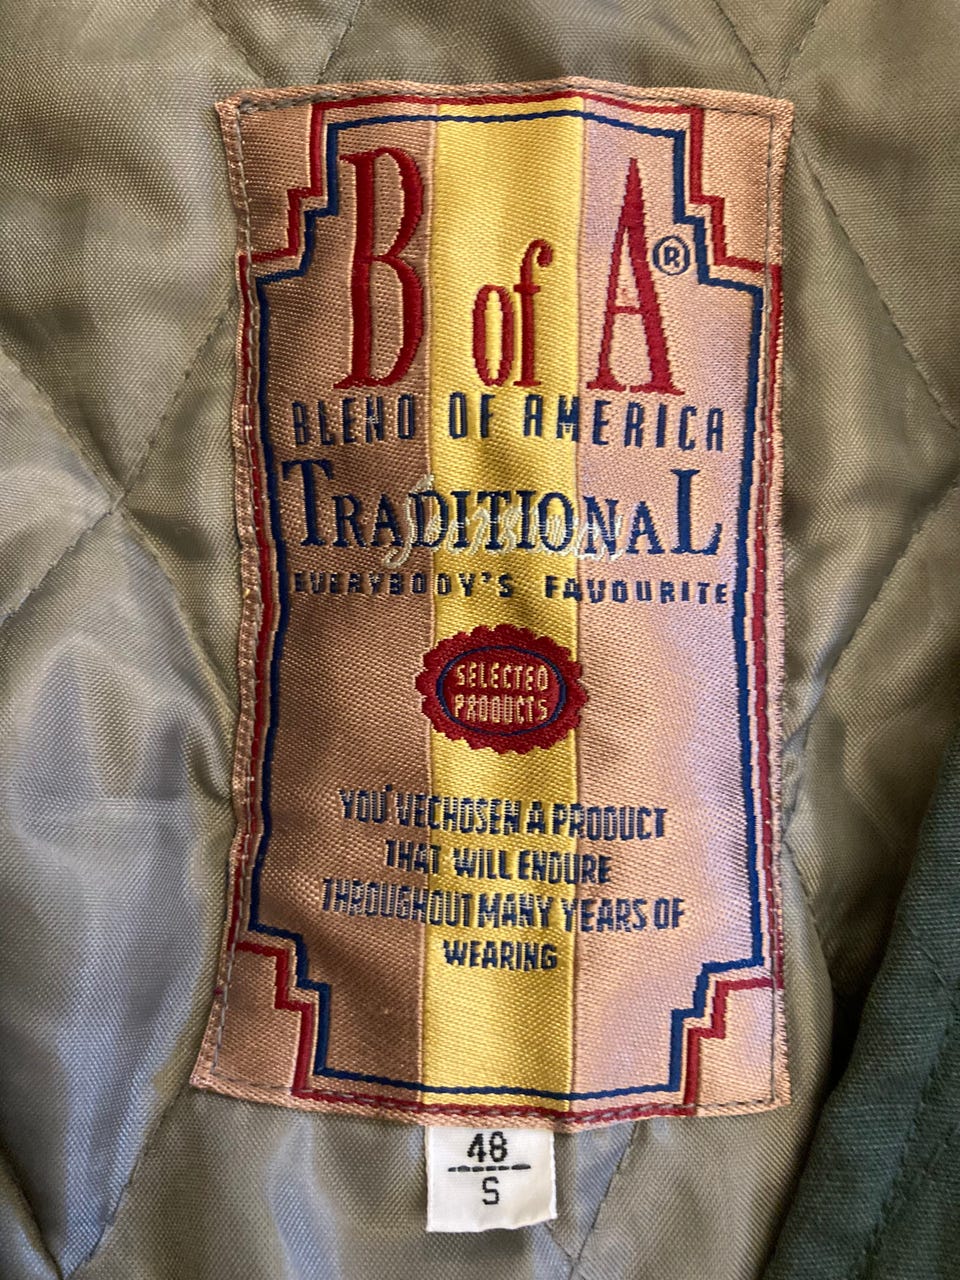 B of A®
BLEND OF AMERICA
TRADITIONAL
EVERYBODY'S FAVOURITE
SELECTED
PRODUCTS
YOU'VECHOSEN A PRODUCT
THAT WILL ENDURE
THROUGHOUT MANY YEARS OF
WEARING
48
S